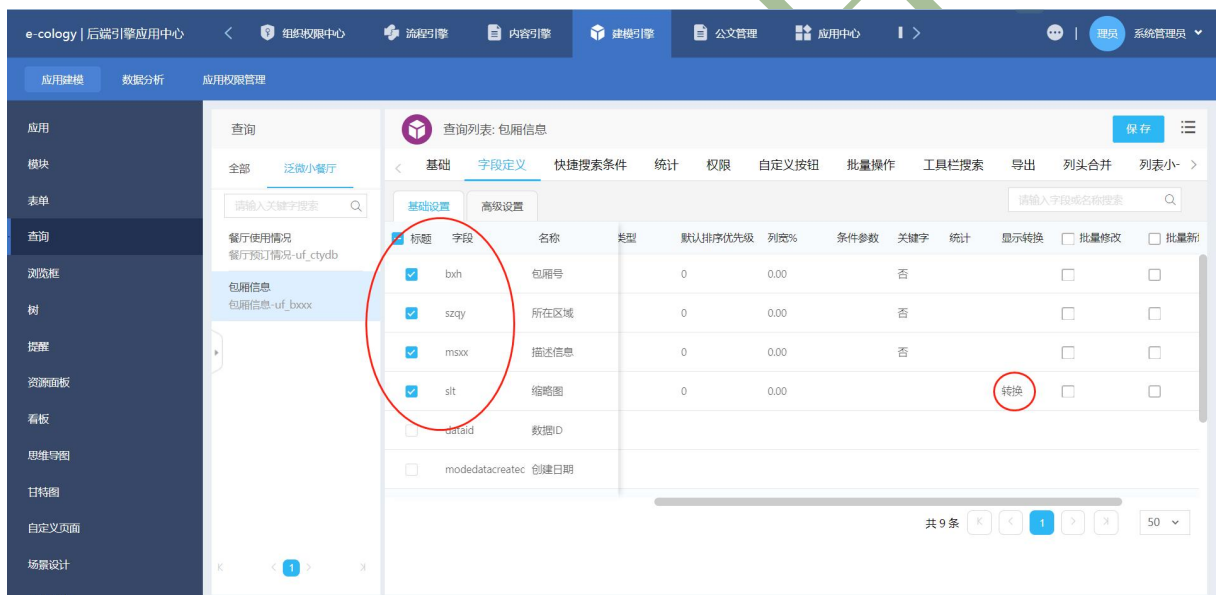 e-cology | 后端引擎应用中心 组织权限中心 流程引擎 内容引擎 建模引擎 公文管理 应用中心 理员 系统管理员
应用建模 数据分析 应用权限管理
应用
模块
表单
查询
浏览框
树
提醒
资源面板
看板
思维导图
甘特图
自定义页面
场景设计
查询
全部 泛微小餐厅
请输入关键字搜索
餐厅使用情况
餐厅预订情况-uf_ctydb
包厢信息
包厢信息-uf_bxxx
1
查询列表: 包厢信息 保存
基础 字段定义 快捷搜索条件 统计 权限 自定义按钮 批量操作 工具栏搜索 导出 列头合并 列表小-
基础设置 高级设置 请输入字段或名称搜索
标题 字段 名称 类型 默认排序优先级 列宽% 条件参数 关键字 统计 显示转换 批量修改 批量新
bxh 包厢号 0 0.00 否
szqy 所在区域 0 0.00 否
msxx 描述信息 0 0.00 否
slt 缩略图 0 0.00 转换
dataid 数据ID
modedatacreatec 创建日期
共 9 条 1 50